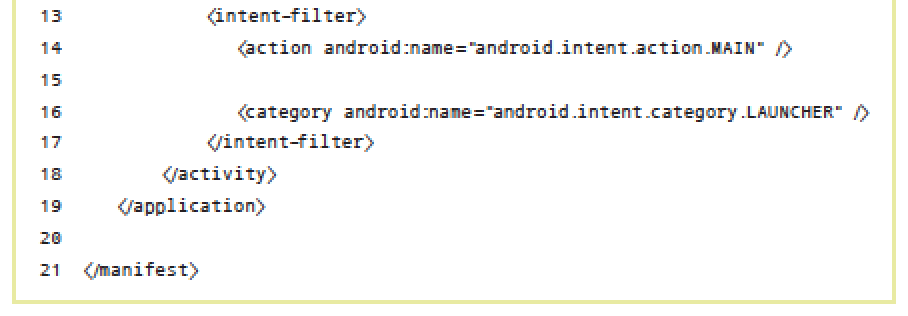 13 <intent-filter>
14 <action android:name="android.intent.action.MAIN" />
15
16 <category android:name="android.intent.category.LAUNCHER" />
17 </intent-filter>
18 </activity>
19 </application>
20
21 </manifest>